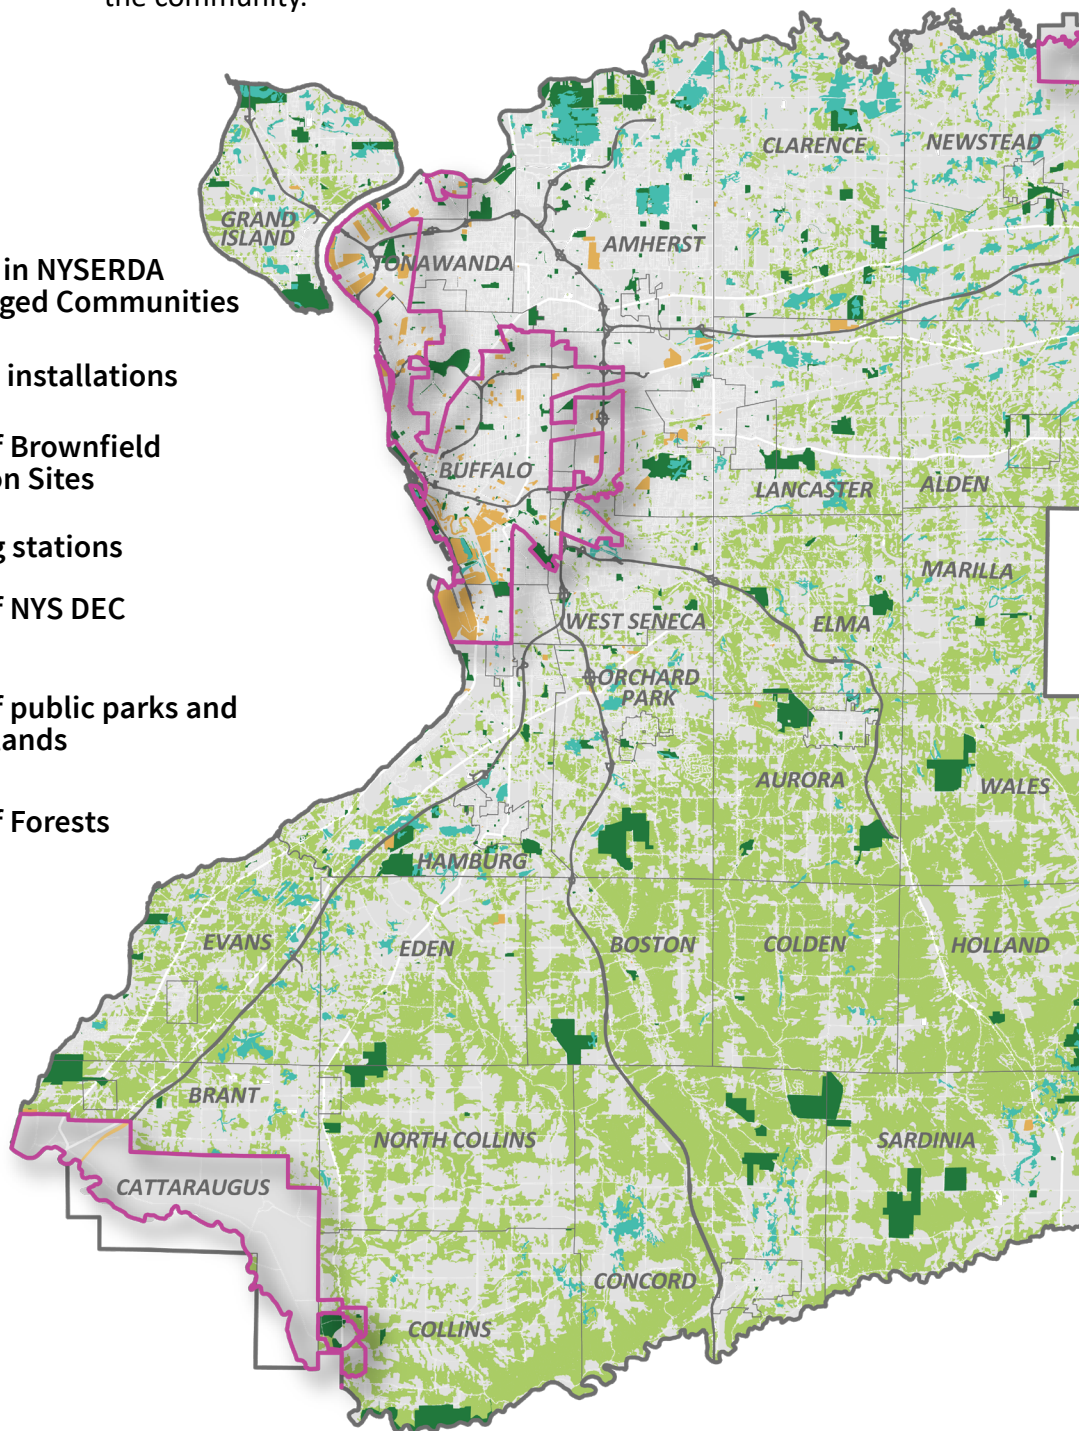 the community.
in NYSERDA
ged Communities
installations
f Brownfield
on Sites
g stations
f NYS DEC
f public parks and
ands
f Forests
GRAND
ISLAND
TONAWANDA
AMHERST
CLARENCE
NEWSTEAD
BUFFALO
LANCASTER
ALDEN
MARILLA
WEST SENECA
ELMA
ORCHARD
PARK
AURORA
WALES
HAMBURG
EVANS
EDEN
BOSTON
COLDEN
HOLLAND
BRANT
NORTH COLLINS
SARDINIA
CATTARAUGUS
CONCORD
COLLINS